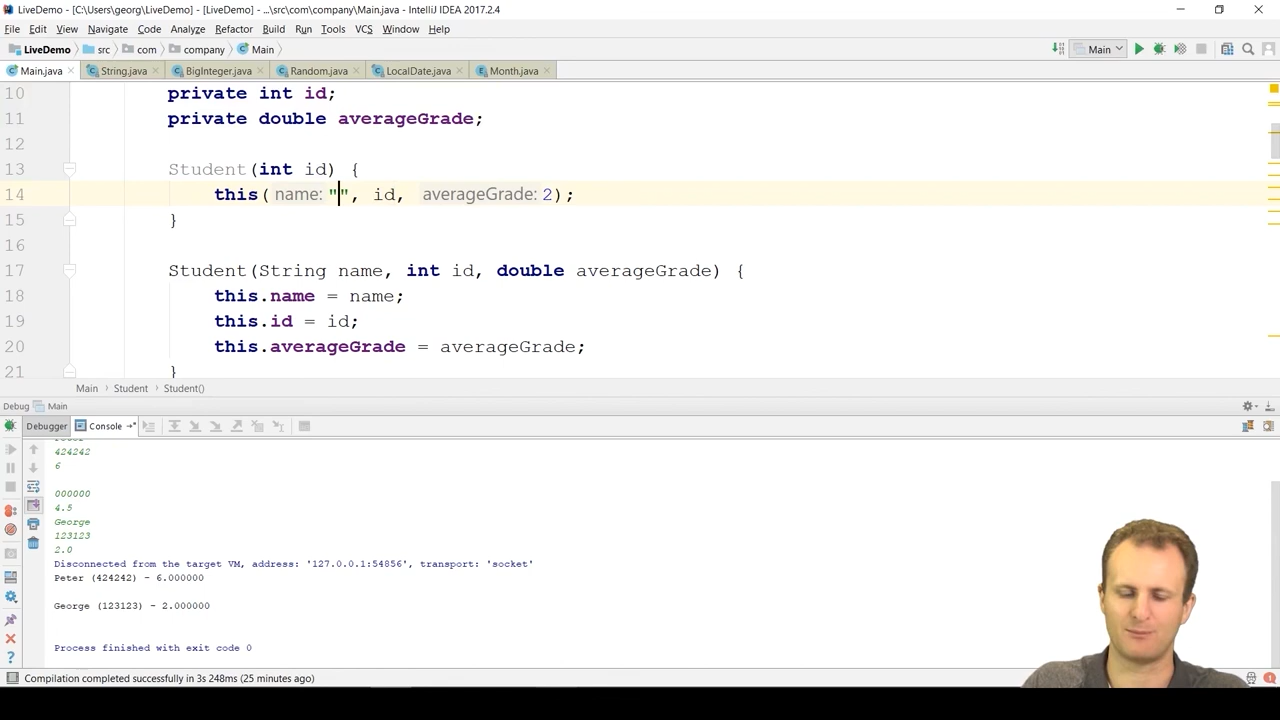 LiveDemo - [C:\Users\georg\LiveDemo] - [LiveDemo] - ...\src\com\company\Main.java - IntelliJ IDEA 2017.2.4
File Edit View Navigate Code Analyze Refactor Build Run Tools VCS Window Help
LiveDemo src com company Main Main
Main.java String.java BigInteger.java Random.java LocalDate.java Month.java
10 private int id;
11 private double averageGrade;
12
13 Student(int id) {
14 this( name: "", id, averageGrade: 2);
15 }
16
17 Student(String name, int id, double averageGrade) {
18 this.name = name;
19 this.id = id;
20 this.averageGrade = averageGrade;
21 }
Main Student Student()
Debug Main
Debugger Console
424242
6
000000
4.5
George
123123
2.0
Disconnected from the target VM, address: '127.0.0.1:54856', transport: 'socket'
Peter (424242) - 6.000000
George (123123) - 2.000000
Process finished with exit code 0
Compilation completed successfully in 3s 248ms (25 minutes ago)